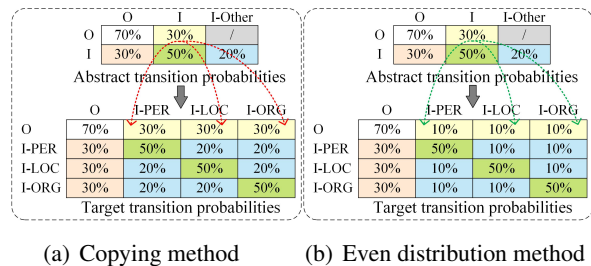 O I I-Other
O 70% 30% /
I 30% 50% 20%
Abstract transition probabilities
O I-PER I-LOC I-ORG
O 70% 30% 30% 30%
I-PER 30% 50% 20% 20%
I-LOC 30% 20% 50% 20%
I-ORG 30% 20% 20% 50%
Target transition probabilities
(a) Copying method
O I I-Other
O 70% 30% /
I 30% 50% 20%
Abstract transition probabilities
O I-PER I-LOC I-ORG
O 70% 10% 10% 10%
I-PER 30% 50% 10% 10%
I-LOC 30% 10% 50% 10%
I-ORG 30% 10% 10% 50%
Target transition probabilities
(b) Even distribution method